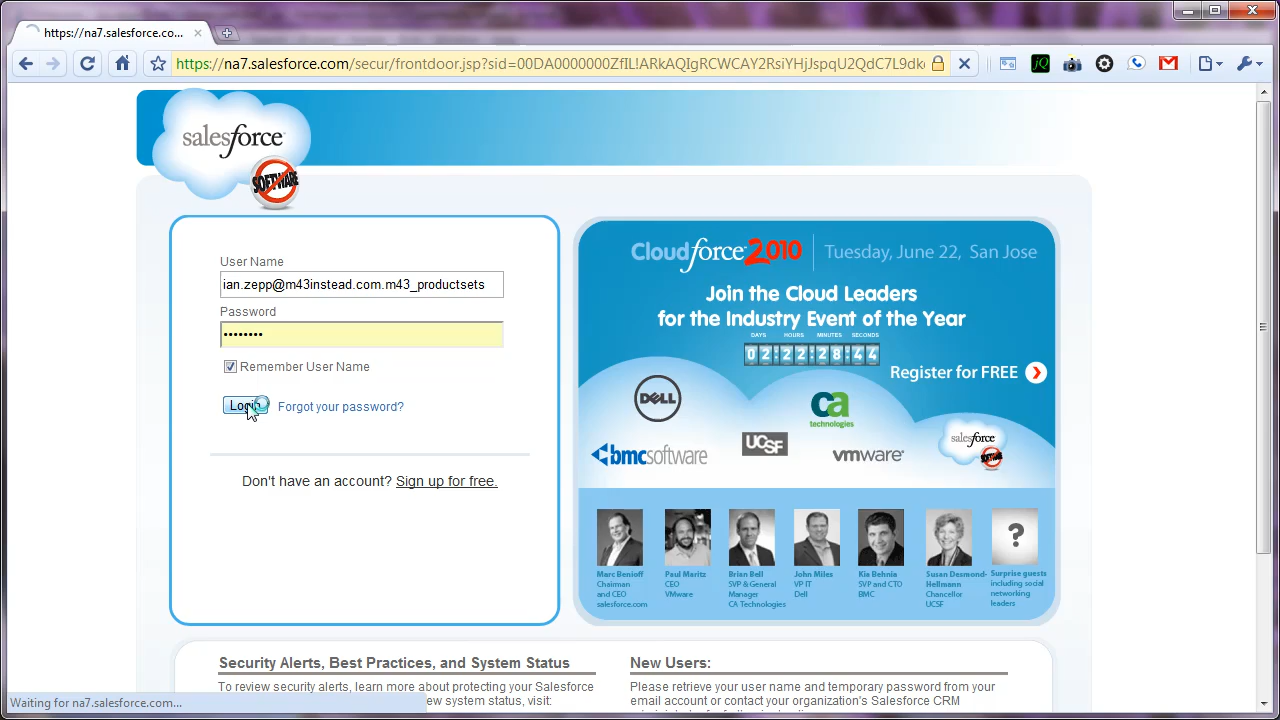 https://na7.salesforce.co...
https://na7.salesforce.com/secur/frontdoor.jsp?sid=00DA0000000ZfIL!ARkAQIgRCWCAY2RsiYHjJspqU2QdC7L9dk
jQ
salesforce
SOFTWARE
User Name
ian.zepp@m43instead.com.m43_productsets
Password
••••••••
Remember User Name
Login
Forgot your password?
Don't have an account? Sign up for free.
Cloudforce 2010 Tuesday, June 22, San Jose
Join the Cloud Leaders
for the Industry Event of the Year
DAYS HOURS MINUTES SECONDS
02:22:28:44
Register for FREE
DELL
ca
technologies
bmcsoftware
UCSF
vmware
salesforce
Marc Benioff
Chairman
and CEO
salesforce.com
Paul Maritz
CEO
VMware
Brian Bell
SVP & General
Manager
CA Technologies
John Miles
VP IT
Dell
Kia Behnia
SVP and CTO
BMC
Susan Desmond-
Hellmann
Chancellor
UCSF
?
Surprise guests
including social
networking
leaders
Security Alerts, Best Practices, and System Status
To review security alerts, learn more about protecting your Salesforce
ew system status, visit:
New Users:
Please retrieve your user name and temporary password from your
email account or contact your organization's Salesforce CRM
Waiting for na7.salesforce.com...